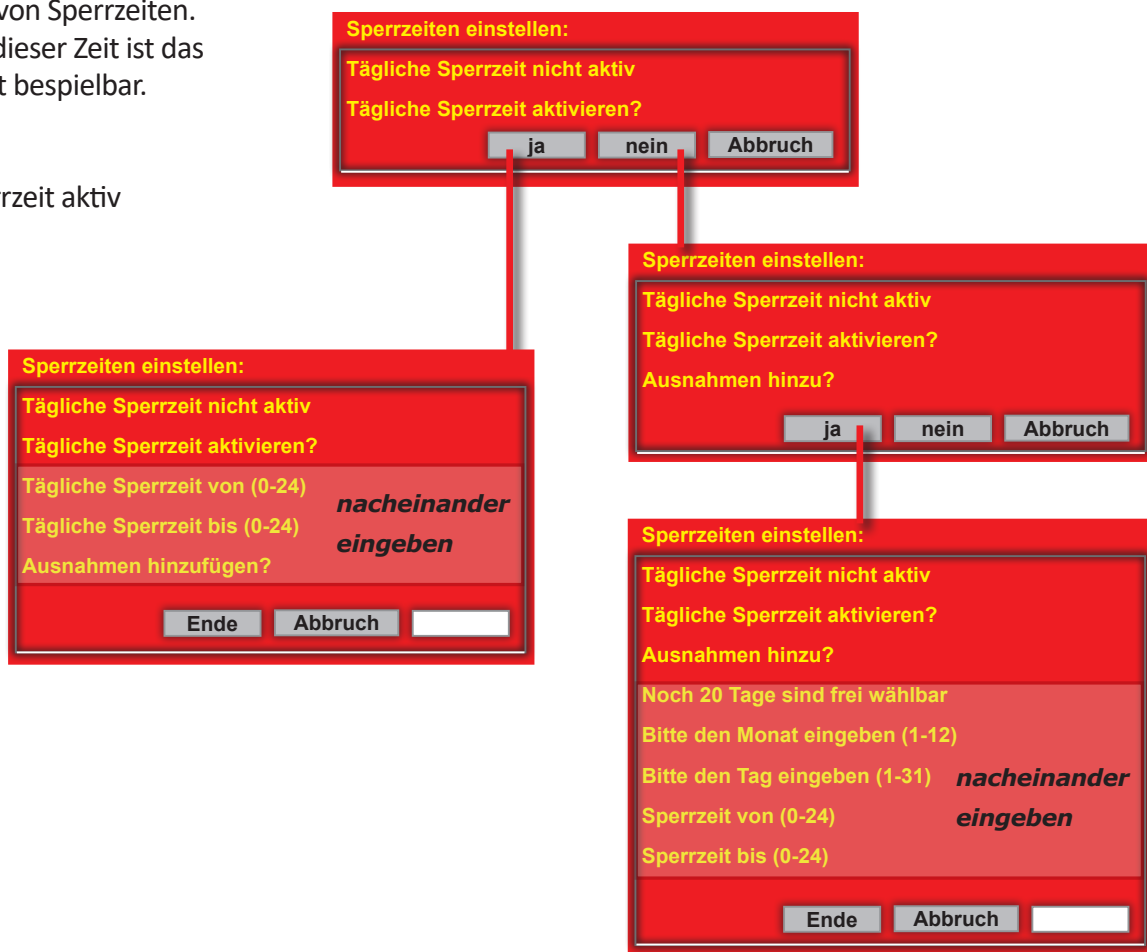 von Sperrzeiten.
dieser Zeit ist das
t bespielbar.
rrzeit aktiv
Sperrzeiten einstellen:
Tägliche Sperrzeit nicht aktiv
Tägliche Sperrzeit aktivieren?
ja nein Abbruch
Sperrzeiten einstellen:
Tägliche Sperrzeit nicht aktiv
Tägliche Sperrzeit aktivieren?
Ausnahmen hinzu?
ja nein Abbruch
Sperrzeiten einstellen:
Tägliche Sperrzeit nicht aktiv
Tägliche Sperrzeit aktivieren?
Tägliche Sperrzeit von (0-24)
Tägliche Sperrzeit bis (0-24)
Ausnahmen hinzufügen?
nacheinander
eingeben
Ende Abbruch
Sperrzeiten einstellen:
Tägliche Sperrzeit nicht aktiv
Tägliche Sperrzeit aktivieren?
Ausnahmen hinzu?
Noch 20 Tage sind frei wählbar
Bitte den Monat eingeben (1-12)
Bitte den Tag eingeben (1-31)
Sperrzeit von (0-24)
Sperrzeit bis (0-24)
nacheinander
eingeben
Ende Abbruch